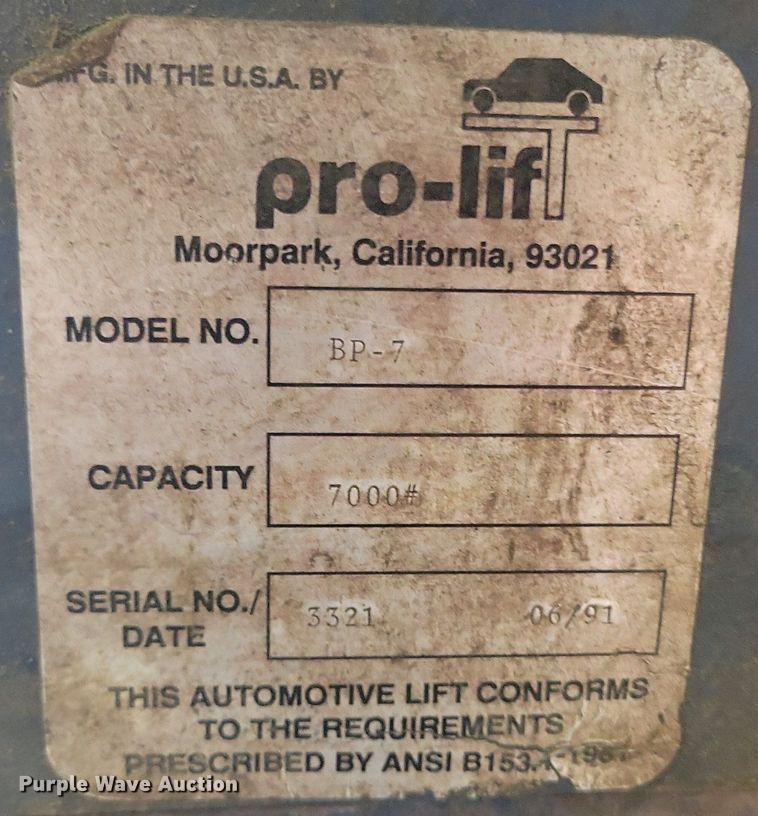 MFG. IN THE U.S.A. BY
pro-lifT
Moorpark, California, 93021
MODEL NO. BP-7
CAPACITY 7000#
SERIAL NO./ 3321 06/91
DATE
THIS AUTOMOTIVE LIFT CONFORMS
TO THE REQUIREMENTS
PRESCRIBED BY ANSI
Purple Wave Auction